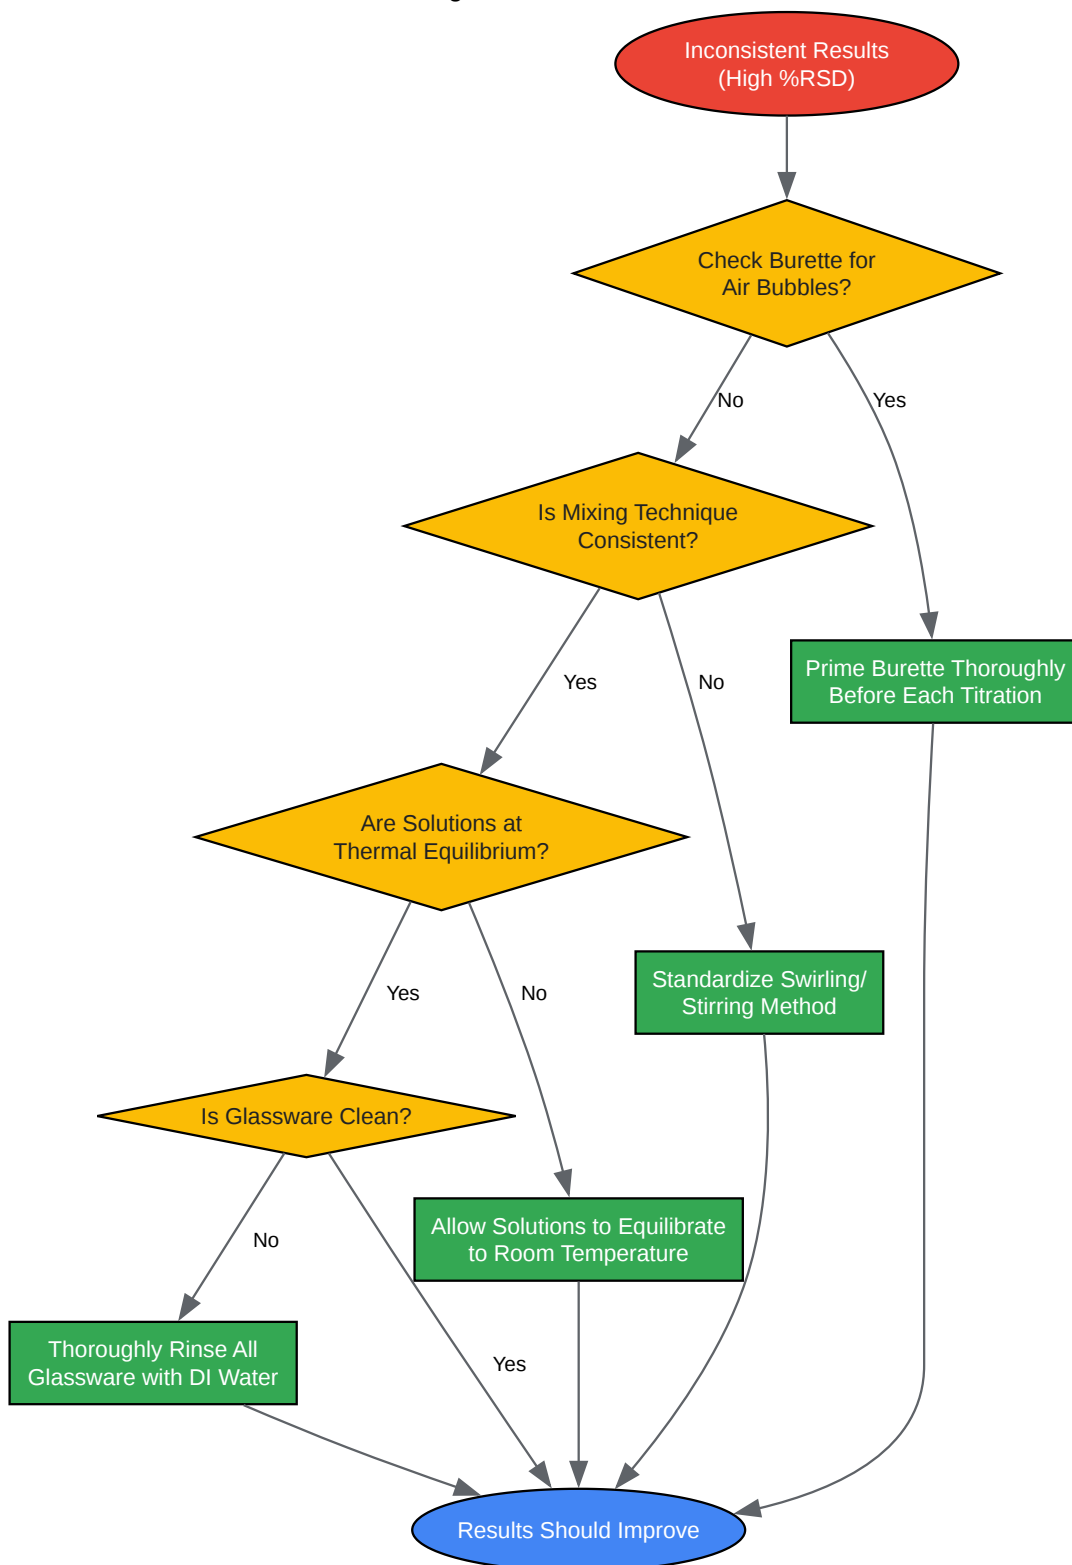 Inconsistent Results
(High %RSD)
Check Burette for
Air Bubbles?
No
Yes
Is Mixing Technique
Consistent?
Yes
No
Prime Burette Thoroughly
Before Each Titration
Are Solutions at
Thermal Equilibrium?
Yes
No
Standardize Swirling/
Stirring Method
Is Glassware Clean?
No
Yes
Allow Solutions to Equilibrate
to Room Temperature
Thoroughly Rinse All
Glassware with DI Water
Results Should Improve